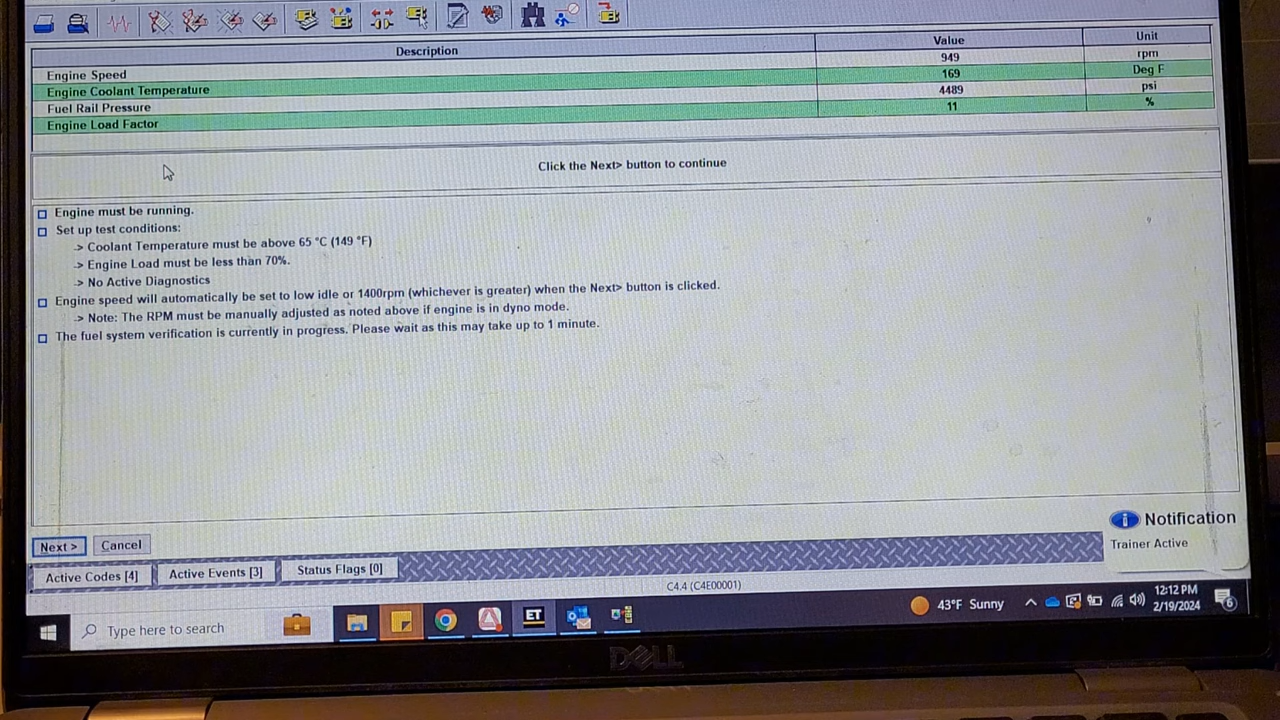 Description Value Unit
Engine Speed 949 rpm
Engine Coolant Temperature 169 Deg F
Fuel Rail Pressure 4489 psi
Engine Load Factor 11 %
Click the Next> button to continue
Engine must be running.
Set up test conditions:
-> Coolant Temperature must be above 65 °C (149 °F)
-> Engine Load must be less than 70%.
-> No Active Diagnostics
Engine speed will automatically be set to low idle or 1400rpm (whichever is greater) when the Next> button is clicked.
-> Note: The RPM must be manually adjusted as noted above if engine is in dyno mode.
The fuel system verification is currently in progress. Please wait as this may take up to 1 minute.
Notification
Trainer Active
Next > Cancel
Active Codes [4] Active Events [3] Status Flags [0]
C4.4 (C4E00001)
Type here to search
ET
43°F Sunny
12:12 PM
2/19/2024
6
DELL